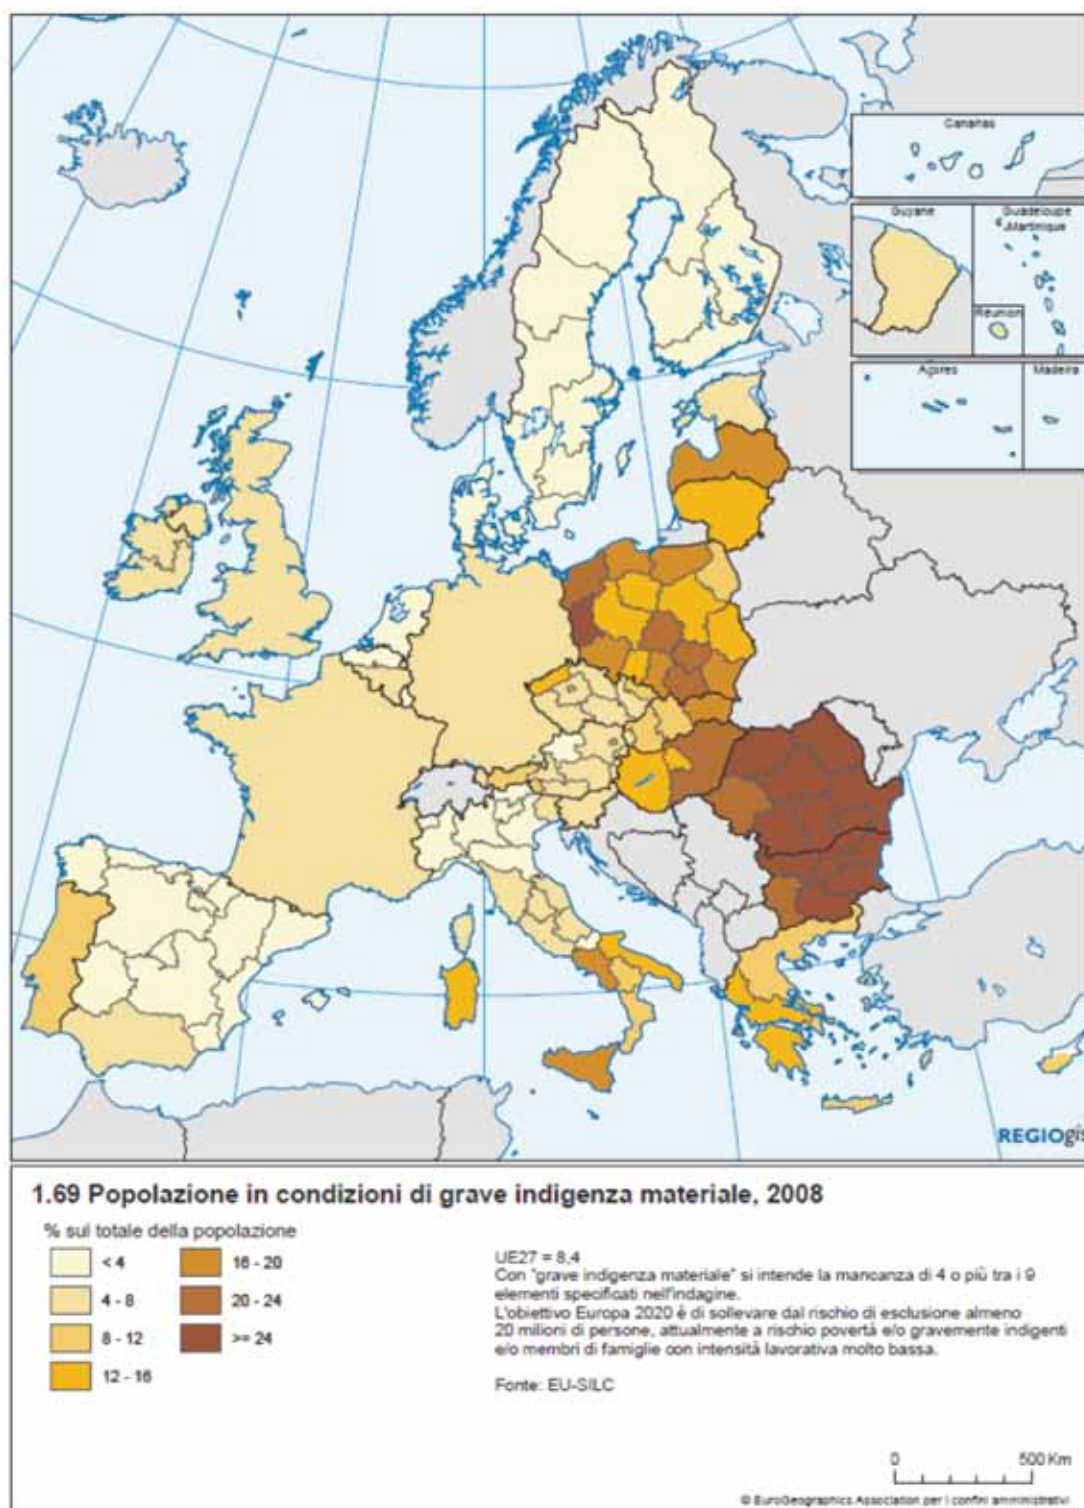 Canarias
Guyane
Guadeloupe
Martinique
Réunion
Açores
Madeira
REGIOgis
1.69 Popolazione in condizioni di grave indigenza materiale, 2008
% sul totale della popolazione
< 4
4 - 8
8 - 12
12 - 16
16 - 20
20 - 24
>= 24
UE27 = 8,4
Con "grave indigenza materiale" si intende la mancanza di 4 o più tra i 9
elementi specificati nell'indagine.
L'obiettivo Europa 2020 è di sollevare dal rischio di esclusione almeno
20 milioni di persone, attualmente a rischio povertà e/o gravemente indigenti
e/o membri di famiglie con intensità lavorativa molto bassa.
Fonte: EU-SILC
0 500 Km
© EuroGeographics Association per i confini amministrativi